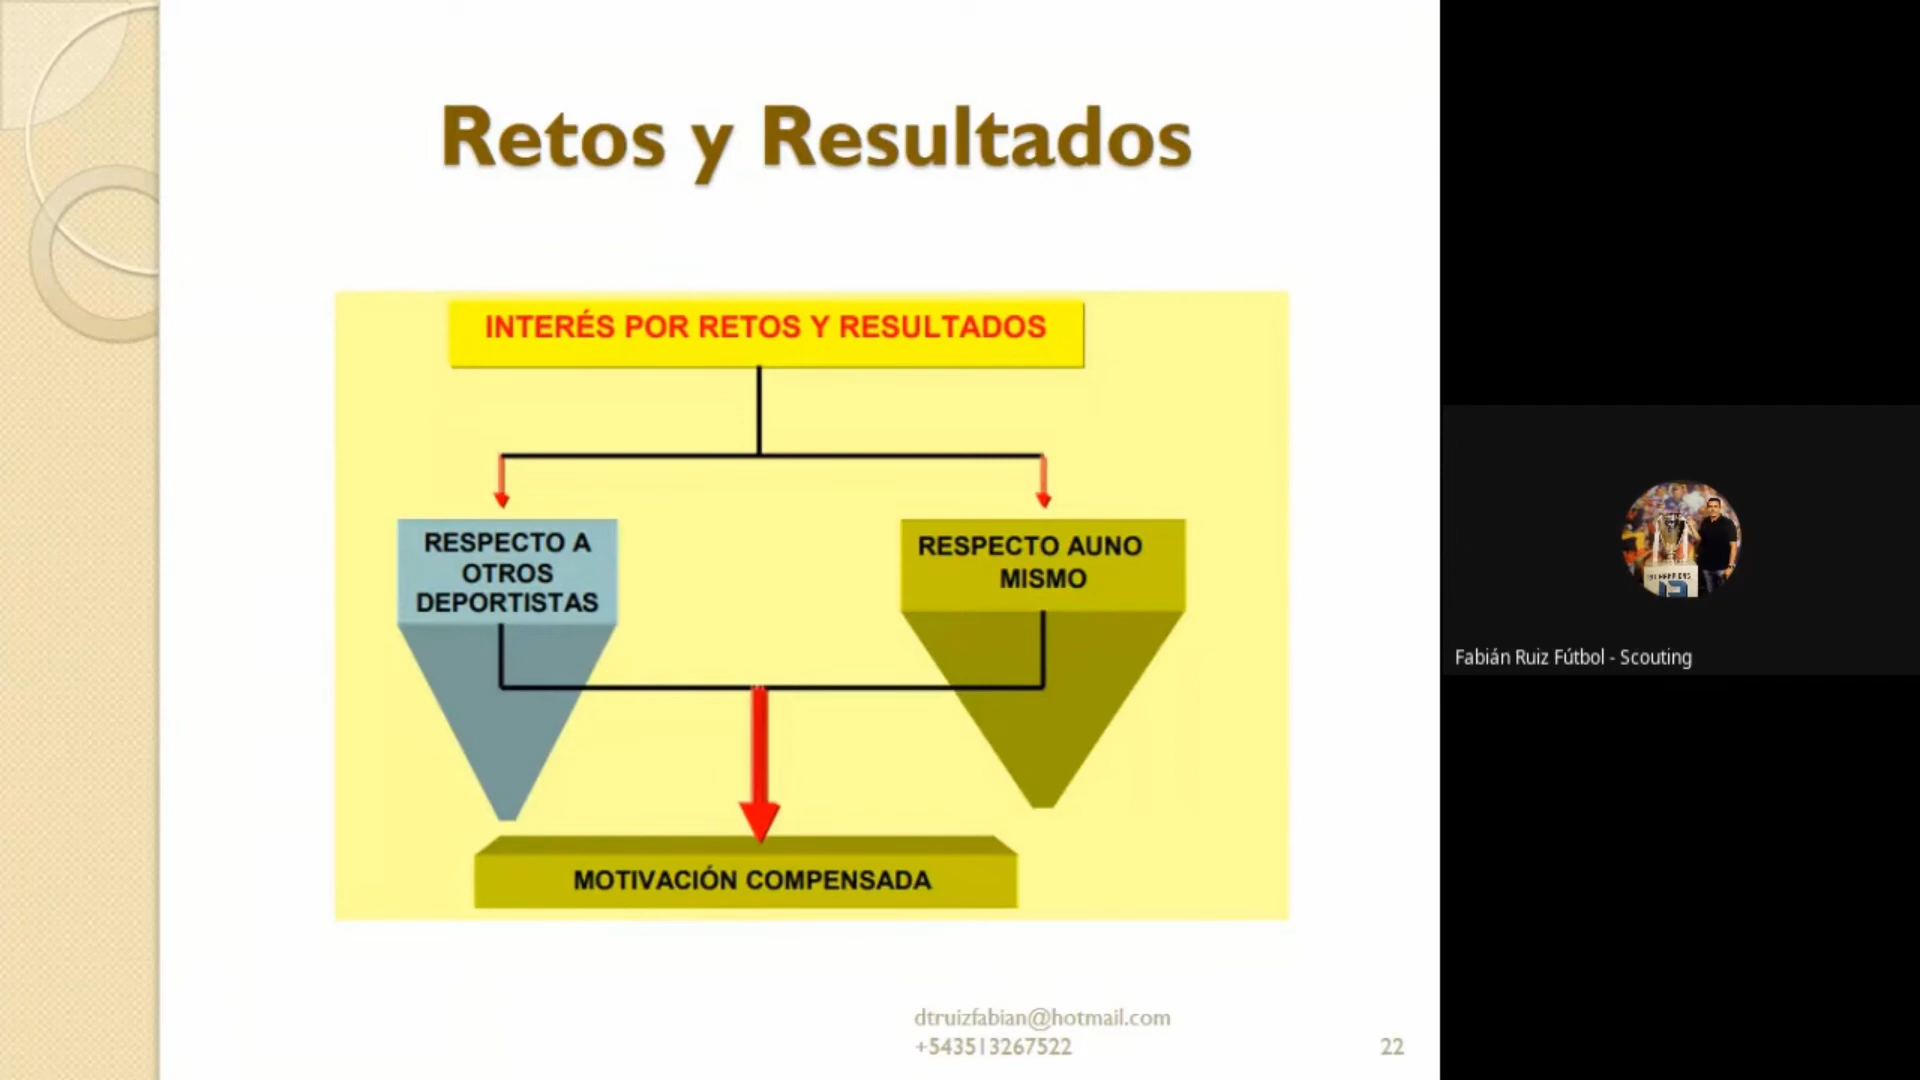 Retos y Resultados
INTERÉS POR RETOS Y RESULTADOS
RESPECTO A
OTROS
DEPORTISTAS
RESPECTO AUNO
MISMO
MOTIVACIÓN COMPENSADA
dtruizfabian@hotmail.com
+543513267522
22
Fabián Ruiz Fútbol - Scouting